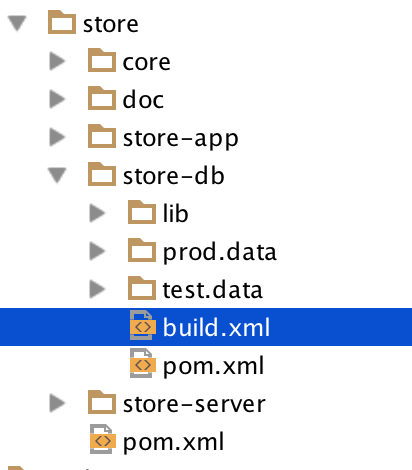 store
core
doc
store-app
store-db
lib
prod.data
test.data
build.xml
pom.xml
store-server
pom.xml